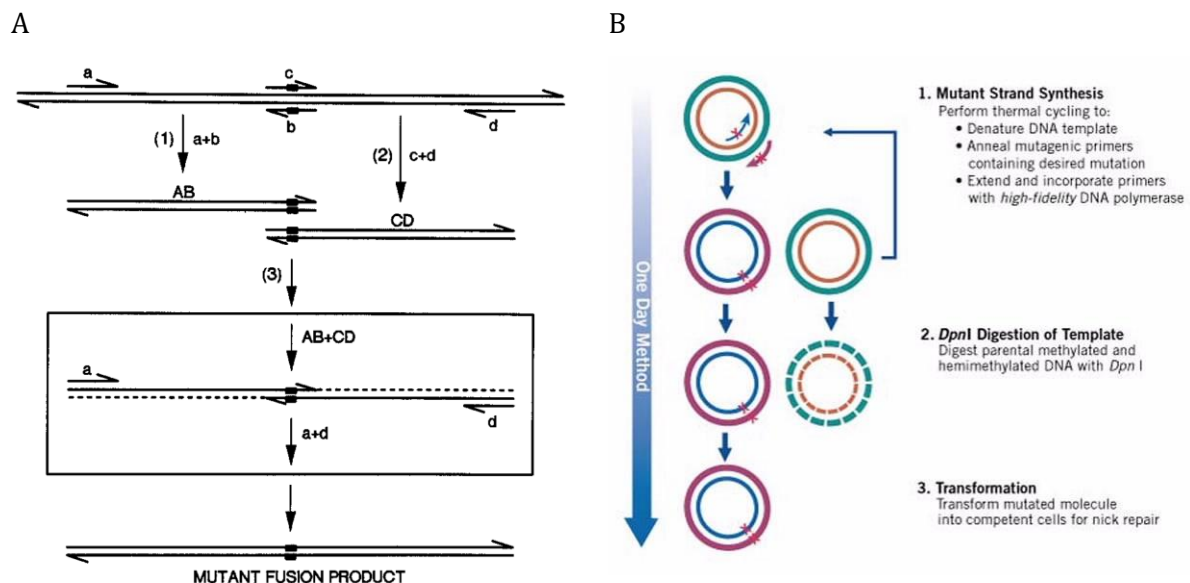 A
a
c
b
d
(1)
a+b
(2)
c+d
AB
CD
(3)
AB+CD
a
d
a+d
MUTANT FUSION PRODUCT
B
One Day Method
1. Mutant Strand Synthesis
Perform thermal cycling to:
• Denature DNA template
• Anneal mutagenic primers
containing desired mutation
• Extend and incorporate primers
with high-fidelity DNA polymerase
2. DpnI Digestion of Template
Digest parental methylated and
hemimethylated DNA with Dpn I
3. Transformation
Transform mutated molecule
into competent cells for nick repair